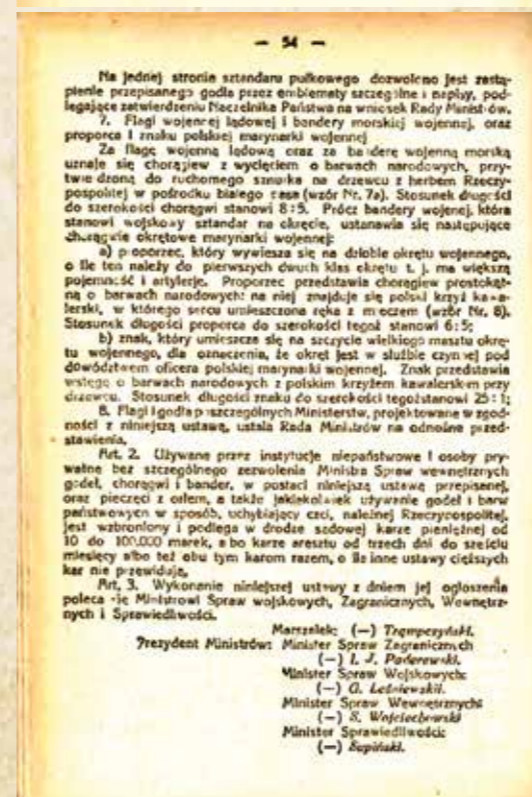 — 54 —
Na jednej stronie sztandaru pułkowego dozwolono jest zastą-
pienie przepisanego godła przez emblematy szczególne i napisy, pod-
legające zatwierdzeniu Naczelnika Państwa na wniosek Rady Ministrów.
7. Flagi wojennej lądowej i bandery morskiej wojennej, oraz
proporca i znaku polskiej marynarki wojennej
Za flagę wojenną lądową oraz za banderę wojenną morską
uznaje się chorągiew z wycięciem o barwach narodowych, przy-
twierdzoną do ruchomego sznurka na drzewcu z herbem Rzeczy-
pospolitej w pośrodku białego pasa (wzór Nr. 7a). Stosunek długości
do szerokości chorągwi stanowi 8:5. Prócz bandery wojenej, która
stanowi wojskowy sztandar na okręcie, ustanawia się następujące
chorągwie okrętowe marynarki wojennej:
a) proporzec, który wywiesza się na dziobie okrętu wojennego,
o ile ten należy do pierwszych dwuch klas okrętu t. j. ma większą
pojemność i artylerję. Proporzec przedstawia chorągiew prostokąt-
ną o barwach narodowych: na niej znajduje się polski krzyż kawa-
lerski, w którego sercu umieszczona ręka z mieczem (wzór Nr. 8).
Stosunek długości proporca do szerokości tegoż stanowi 6:5;
b) znak, który umieszcza się na szczycie wielkiego masztu okrę-
tu wojennego, dla oznaczenia, że okręt jest w służbie czynnej pod
dowództwem oficera polskiej marynarki wojennej. Znak przedstawia
wstęgę o barwach narodowych z polskim krzyżem kawalerskim przy
drzewcu. Stosunek długości znaku do szerokości tegoż stanowi 25:1;
8. Flagi i godła poszczególnych Ministerstw, projektowane w zgod-
ności z niniejszą ustawą, ustala Rada Ministrów na odnośne przed-
stawienia.
Art. 2. Używanie przez instytucje niepaństwowe i osoby pry-
watne bez szczególnego zezwolenia Ministra Spraw wewnętrznych
godeł, chorągwi i bander, w postaci niniejszą ustawą przepisanej,
oraz pieczęci z orłem, a także jakiekolwiek używanie godeł i barw
państwowych w sposób, uchybiający czci, należnej Rzeczypospolitej,
jest wzbroniony i podlega w drodze sądowej karze pieniężnej od
10 do 100.000 marek, albo karze aresztu od trzech dni do sześciu
miesięcy albo też obu tym karom razem, o ile inne ustawy cięższych
kar nie przewidują.
Art. 3. Wykonanie niniejszej ustawy z dniem jej ogłoszenia
poleca się Ministrowi Spraw wojskowych, Zagranicznych, Wewnętrz-
nych i Sprawiedliwości.
Marszałek: (—) Trąmpczyński.
Prezydent Ministrów: Minister Spraw Zagranicznych
(—) I. J. Paderewski.
Minister Spraw Wojskowych:
(—) G. Leśniewski.
Minister Spraw Wewnętrznych:
(—) S. Wojciechowski
Minister Sprawiedliwości:
(—) Supiński.